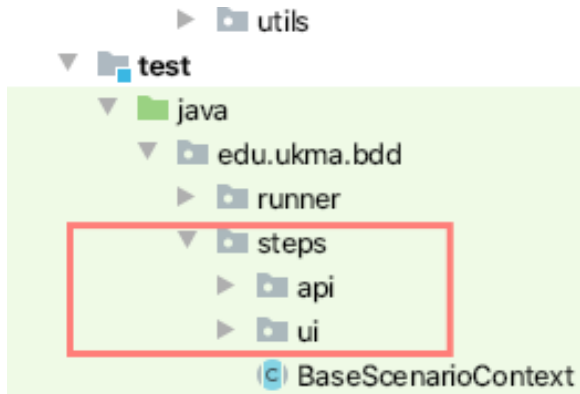 utils
test
java
edu.ukma.bdd
runner
steps
api
ui
C BaseScenarioContext